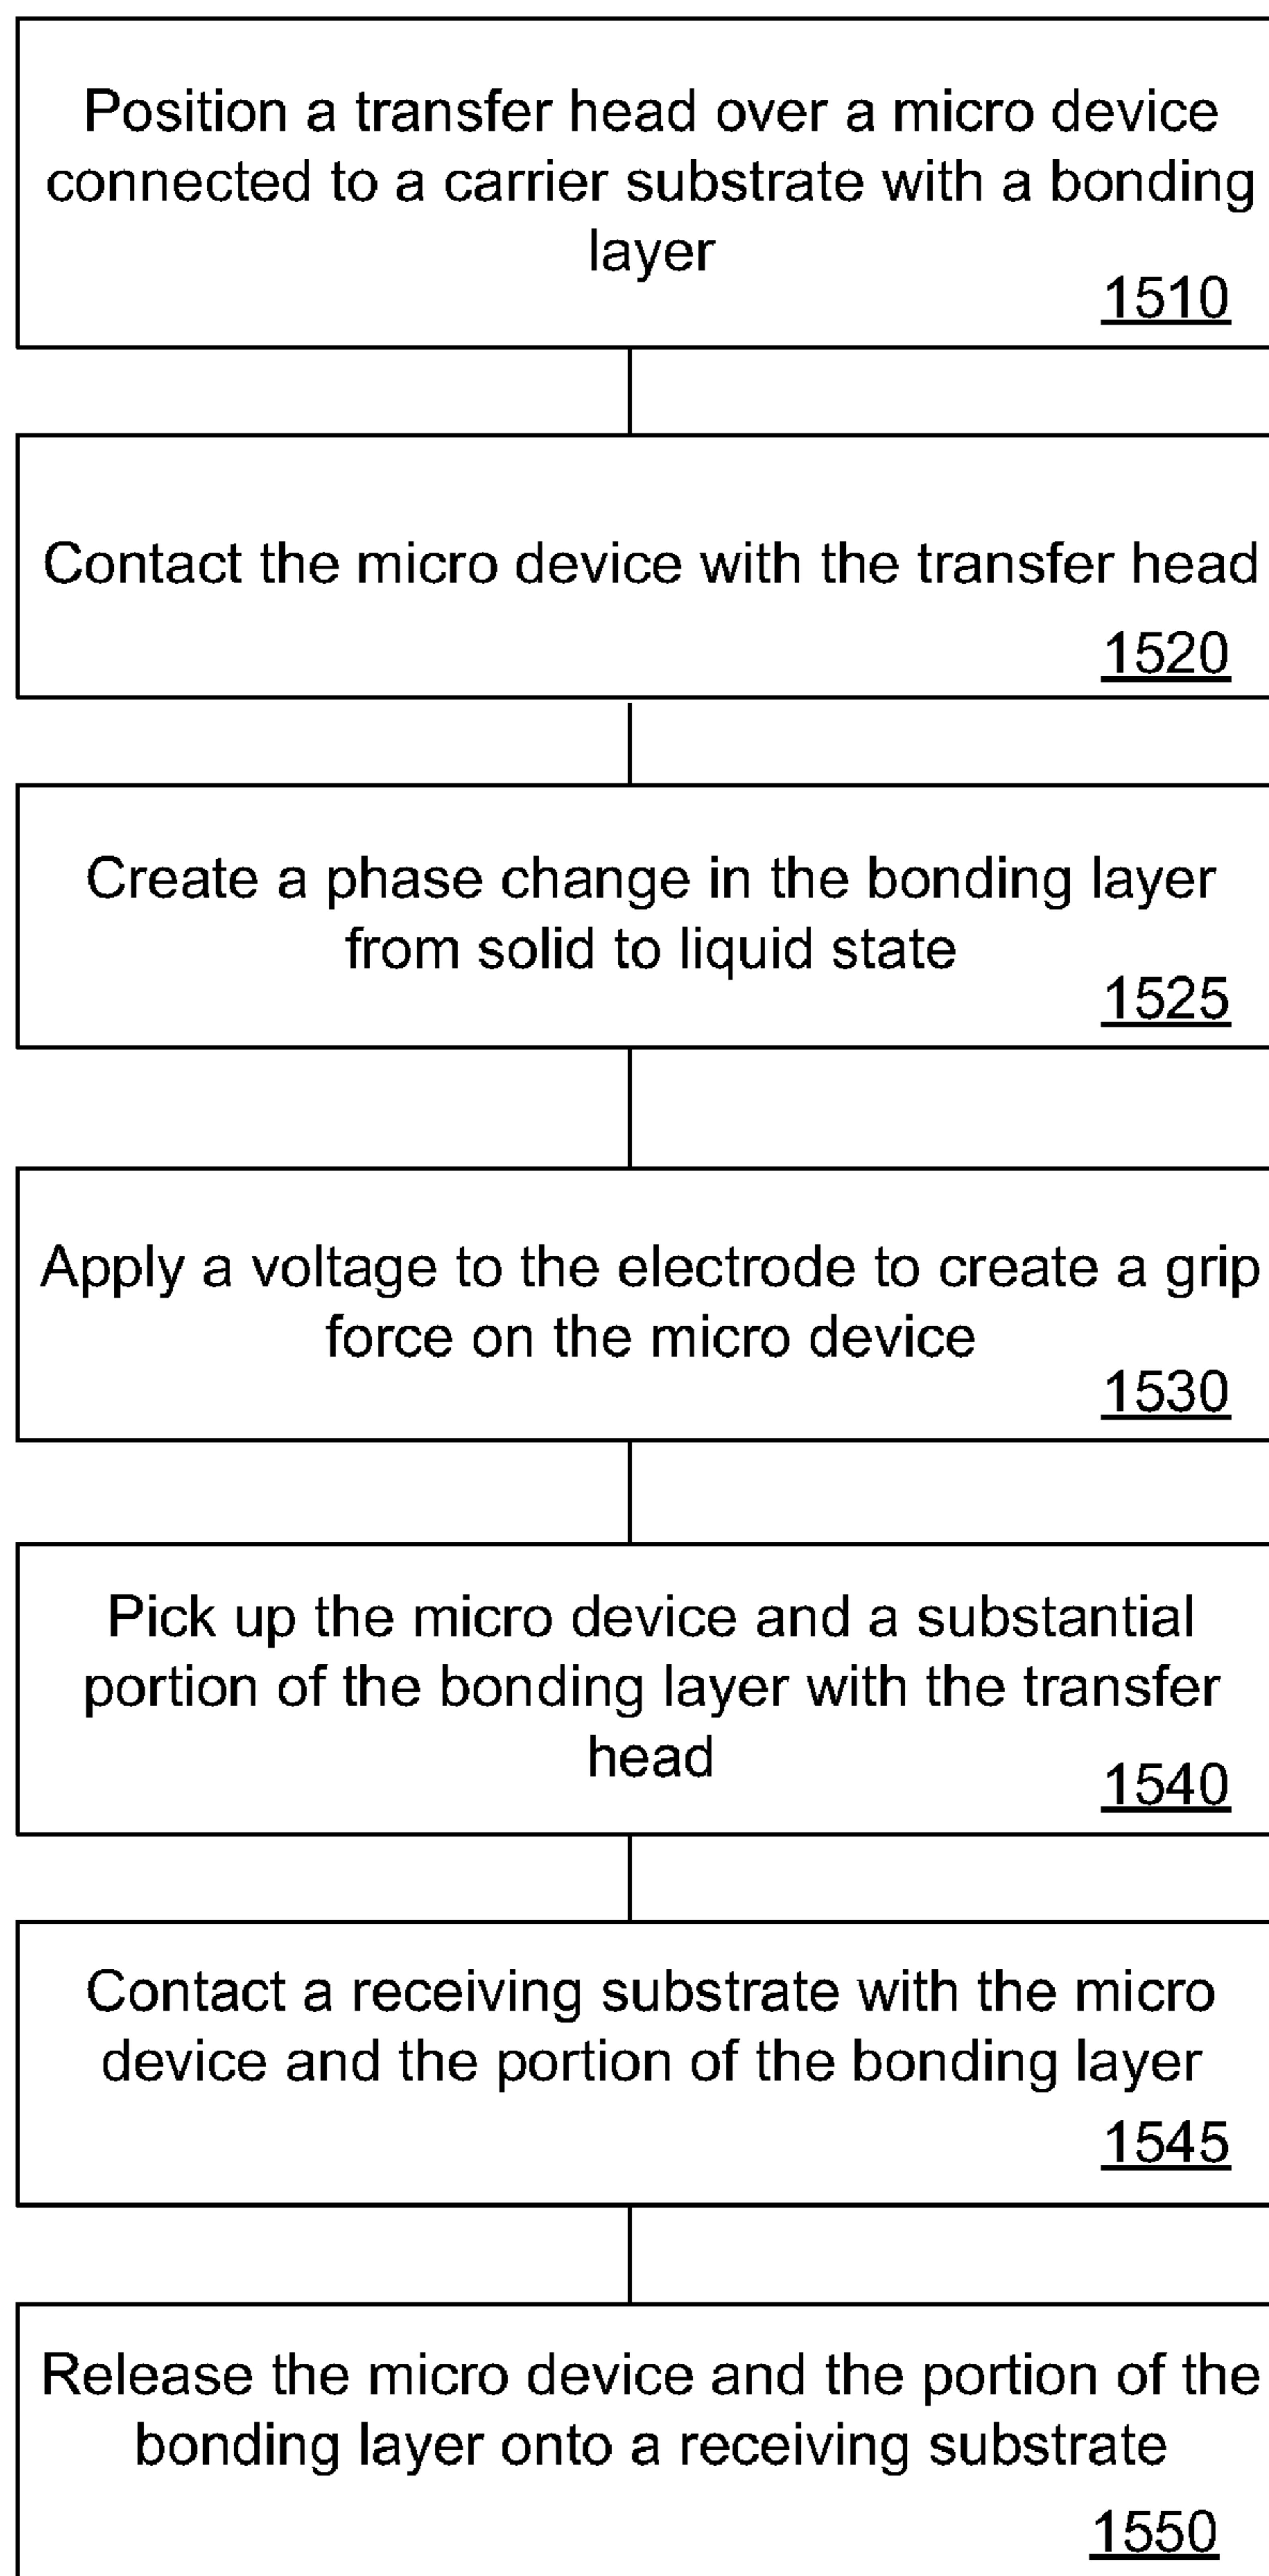 Position a transfer head over a micro device
connected to a carrier substrate with a bonding
layer
1510
Contact the micro device with the transfer head
1520
Create a phase change in the bonding layer
from solid to liquid state
1525
Apply a voltage to the electrode to create a grip
force on the micro device
1530
Pick up the micro device and a substantial
portion of the bonding layer with the transfer
head
1540
Contact a receiving substrate with the micro
device and the portion of the bonding layer
1545
Release the micro device and the portion of the
bonding layer onto a receiving substrate
1550